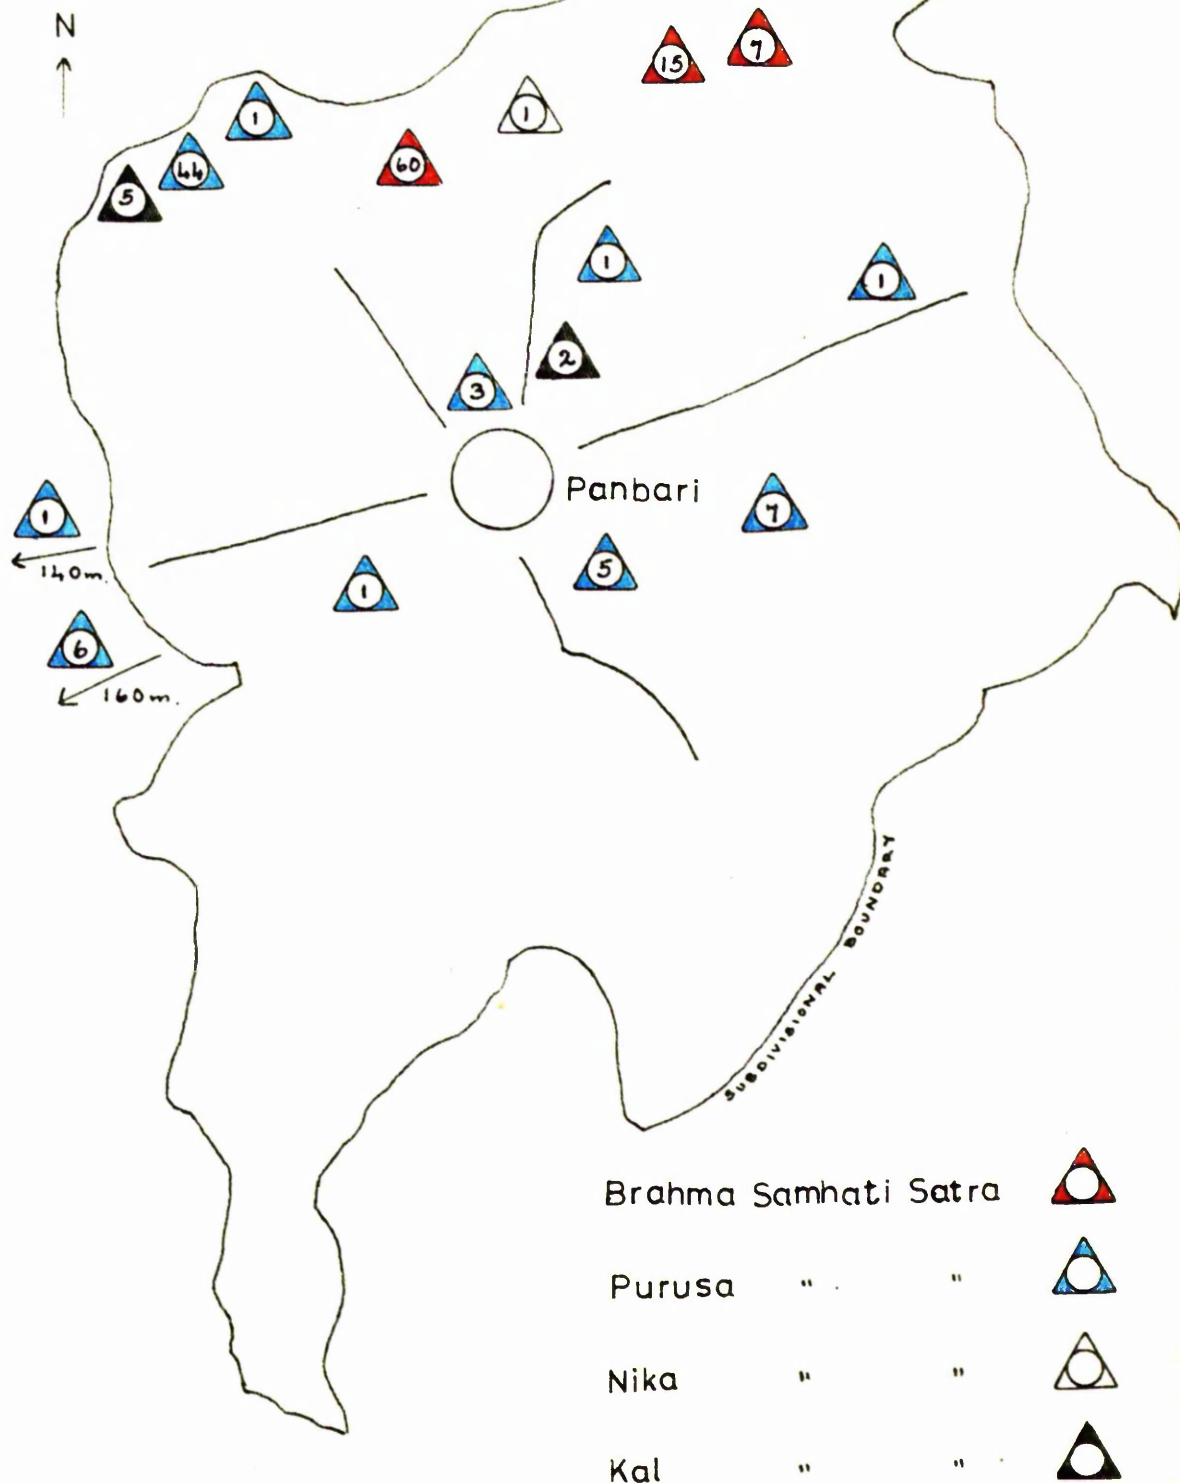 N
15 7
1 1
44 60
5
1
1
2
3
Panbari
1 7
140m.
1 5
6
160m.
SUBDIVISIONAL BOUNDARY
Brahma Samhati Satra
Purusa " "
Nika " "
Kal " "